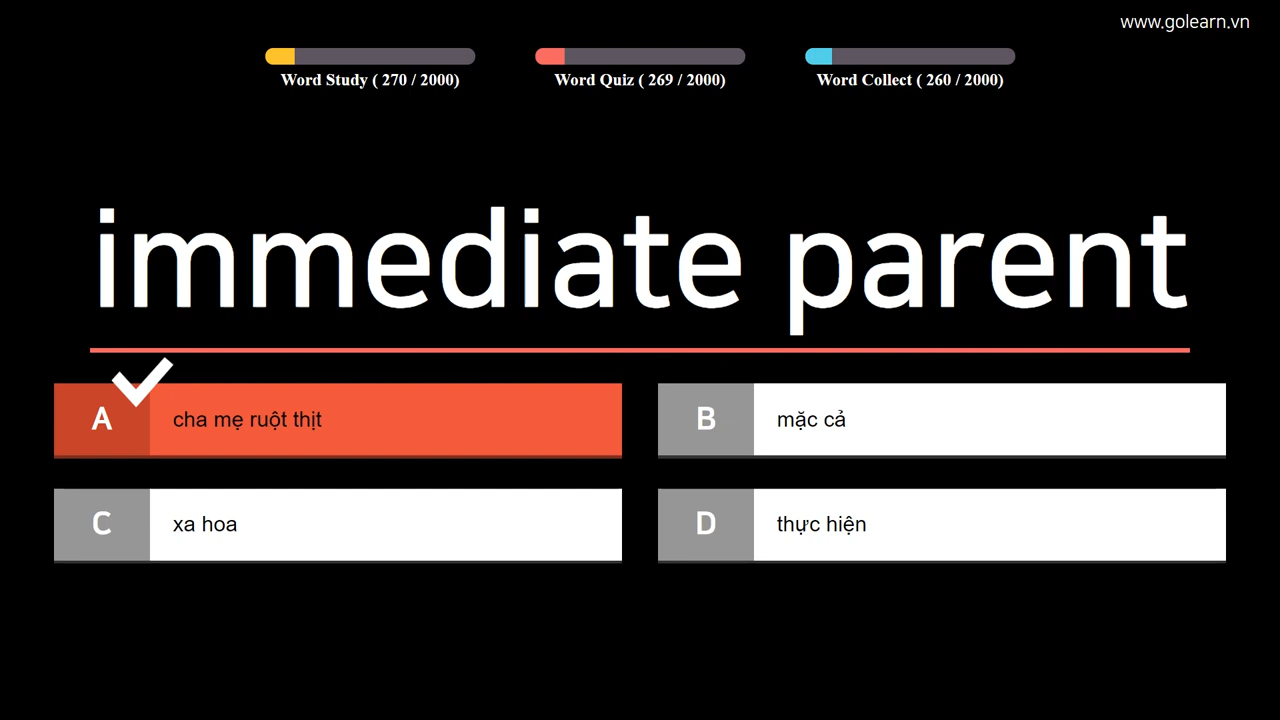 www.golearn.vn
Word Study ( 270 / 2000)
Word Quiz ( 269 / 2000)
Word Collect ( 260 / 2000)
immediate parent
A cha mẹ ruột thịt
B mặc cả
C xa hoa
D thực hiện